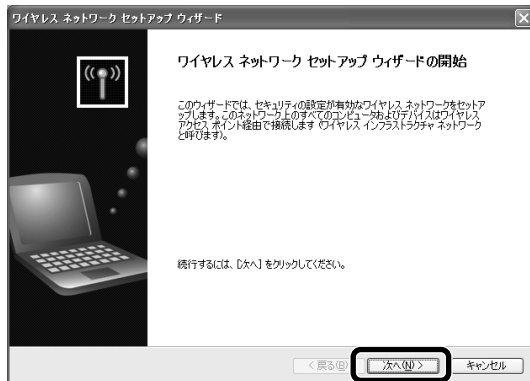 ワイヤレス ネットワーク セットアップ ウィザード
ワイヤレス ネットワーク セットアップ ウィザードの開始
このウィザードでは、セキュリティの設定が有効なワイヤレス ネットワークをセットア
ップします。このネットワーク上のすべてのコンピュータおよびデバイスはワイヤレス
アクセス ポイント経由で接続します (ワイヤレス インフラストラクチャ ネットワーク
と呼びます)。
続行するには、[次へ] をクリックしてください。
< 戻る(B)
次へ(N) >
キャンセル